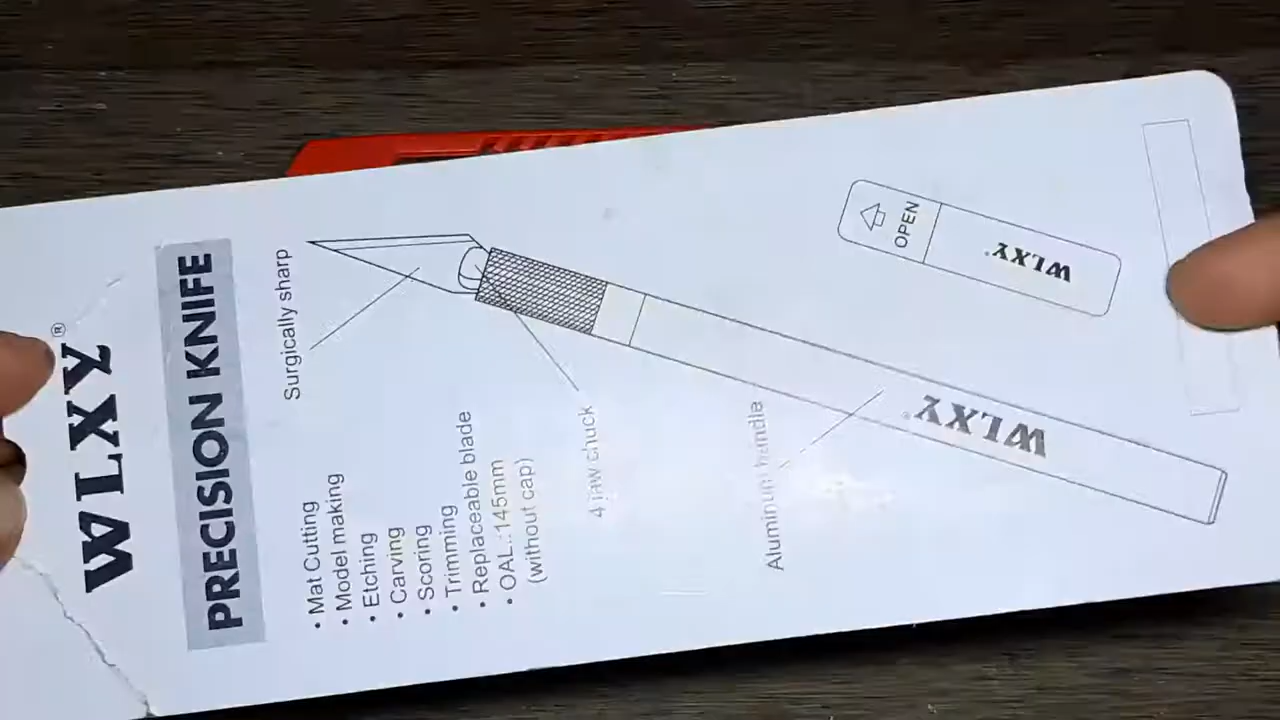 WLXY®
PRECISION KNIFE
Surgically sharp
• Mat Cutting
• Model making
• Etching
• Carving
• Scoring
• Trimming
• Replaceable blade
• OAL.:145mm
(without cap)
4 jaw chuck
Aluminum handle
WLXY®
OPEN
WLXY®